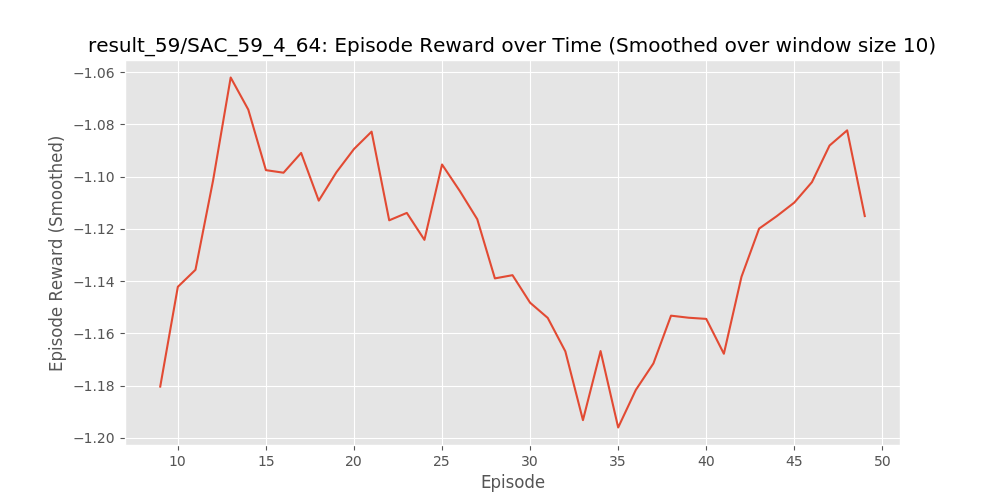 result_59/SAC_59_4_64: Episode Reward over Time (Smoothed over window size 10)
Episode Reward (Smoothed)
−1.06
−1.08
−1.10
−1.12
−1.14
−1.16
−1.18
−1.20
10 15 20 25 30 35 40 45 50
Episode